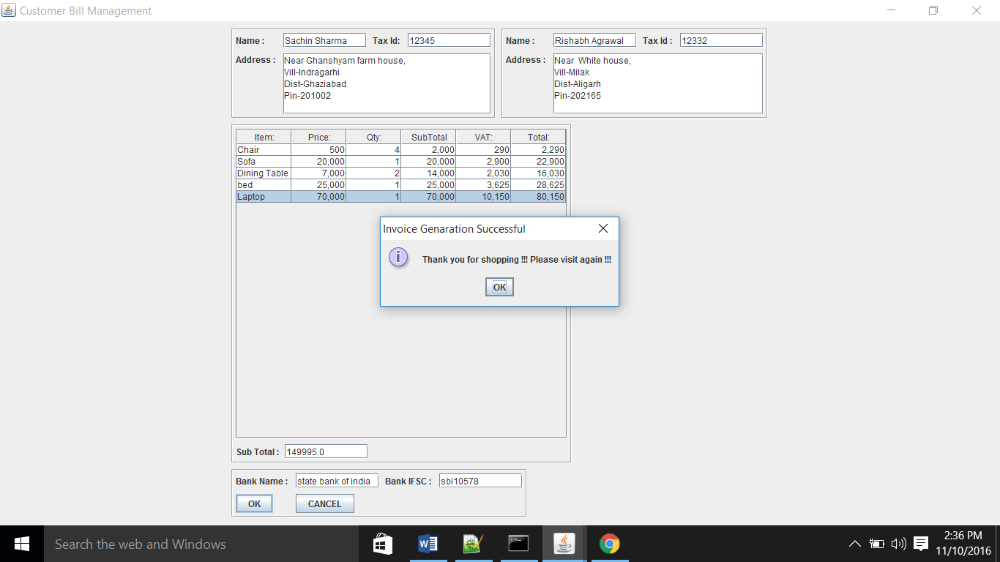 Customer Bill Management
Name : Sachin Sharma Tax Id: 12345
Address : Near Ghanshyam farm house,
Vill-Indragarhi
Dist-Ghaziabad
Pin-201002
Name : Rishabh Agrawal Tax Id : 12332
Address : Near  White house,
Vill-Milak
Dist-Aligarh
Pin-202165
Item: Price: Qty: SubTotal VAT: Total:
Chair 500 4 2,000 290 2,290
Sofa 20,000 1 20,000 2,900 22,900
Dining Table 7,000 2 14,000 2,030 16,030
bed 25,000 1 25,000 3,625 28,625
Laptop 70,000 1 70,000 10,150 80,150
Invoice Genaration Successful
Thank you for shopping !!! Please visit again !!!
OK
Sub Total : 149995.0
Bank Name : state bank of india Bank IFSC : sbi10578
OK CANCEL
Search the web and Windows
2:36 PM
11/10/2016